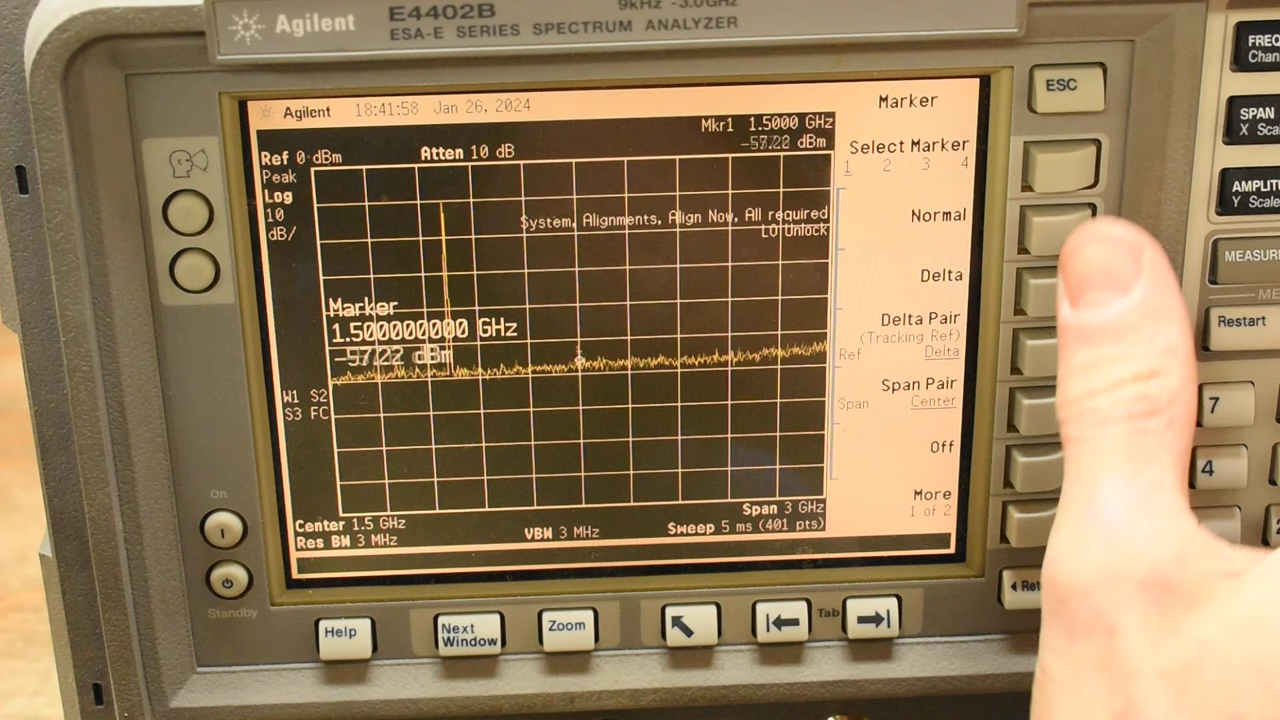 Agilent
E4402B
9kHz -3.0GHz
ESA-E SERIES SPECTRUM ANALYZER
Agilent 18:41:58 Jan 26, 2024
Mkr1 1.5000 GHz
Ref 0 dBm
Atten 10 dB
Peak
Log
10
dB/
System, Alignments, Align Now, All required
LO Unlock
Marker
1.500000000 GHz
-57.22 dBm
1
W1 S2
S3 FC
Center 1.5 GHz
Span 3 GHz
Res BW 3 MHz
VBW 3 MHz
Sweep 5 ms (401 pts)
Marker
Select Marker
1 2 3 4
Normal
Delta
Delta Pair
(Tracking Ref)
Ref Delta
Span Pair
Span Center
Off
More
1 of 2
ESC
FREQ
Chan
SPAN
X Sca
AMPLIT
Y Scale
MEASUR
Restart
7
4
Ret
On
Standby
Help
Next
Window
Zoom
Tab